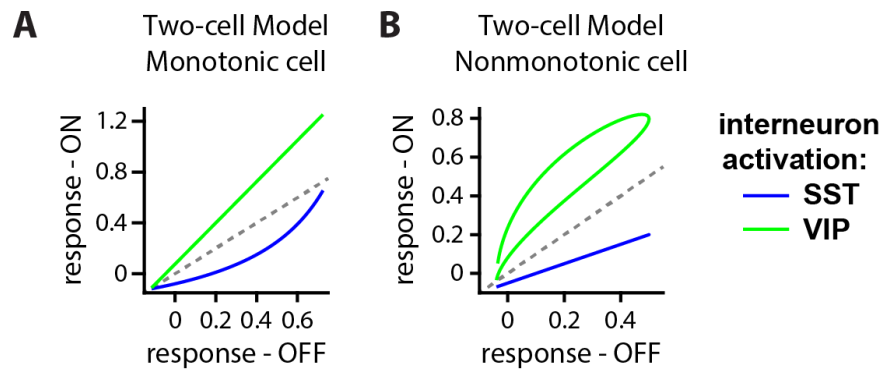 A
Two-cell Model
Monotonic cell
response - ON
1.2
0.8
0.4
0
0 0.2 0.4 0.6
response - OFF
B
Two-cell Model
Nonmonotonic cell
response - ON
0.8
0.6
0.4
0.2
0
0 0.2 0.4
response - OFF
interneuron
activation:
SST
VIP